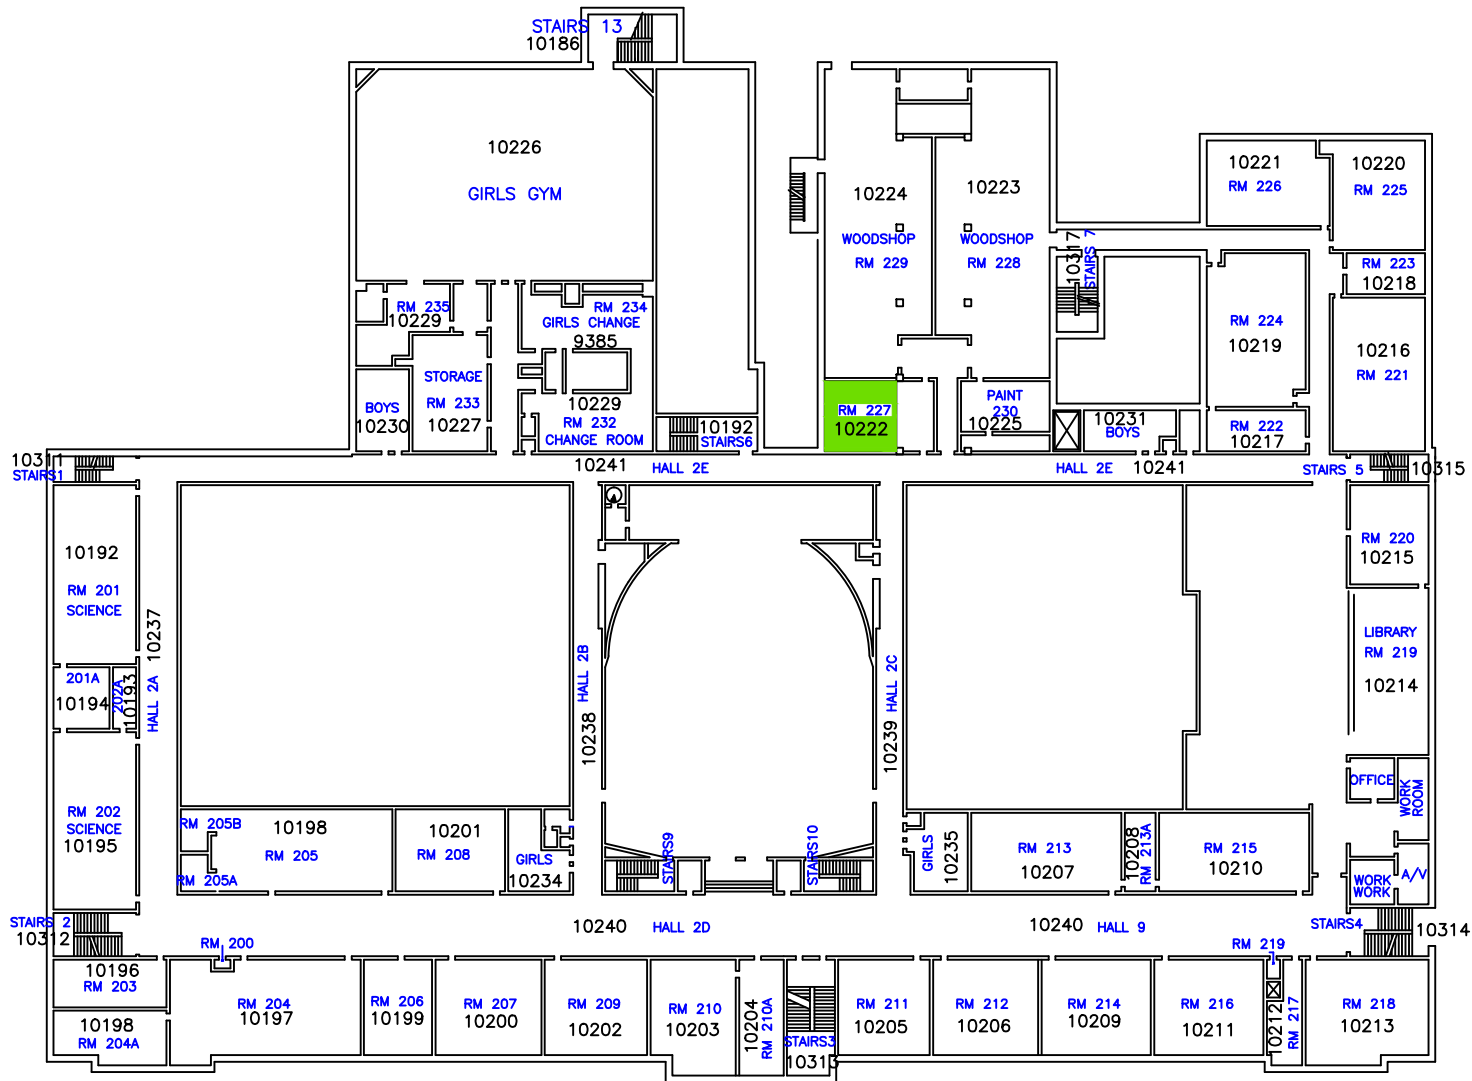 STAIRS 13
10186
10226
GIRLS GYM
10224
WOODSHOP
RM 229
10223
WOODSHOP
RM 228
10317
STAIRS 7
10221
RM 226
10220
RM 225
RM 223
10218
RM 224
10219
10216
RM 221
RM 235
10229
RM 234
GIRLS CHANGE
9385
STORAGE
RM 233
10227
BOYS
10230
10229
RM 232
CHANGE ROOM
10192
STAIRS6
RM 227
10222
PAINT
230
10225
10231
BOYS
RM 222
10217
10311
STAIRS1
10241
HALL 2E
HALL 2E
10241
STAIRS 5
10315
10192
RM 201
SCIENCE
10237
HALL 2A
201A
10194
202A
10193
RM 202
SCIENCE
10195
HALL 2B
10238
HALL 2C
10239
RM 220
10215
LIBRARY
RM 219
10214
OFFICE
WORK
ROOM
WORK
WORK
A/V
RM 205B
10198
RM 205
RM 205A
10201
RM 208
GIRLS
10234
STAIRS9
STAIRS10
GIRLS
10235
RM 213
10207
10208
RM 213A
RM 215
10210
STAIRS 2
10312
10240
HALL 2D
10240
HALL 9
STAIRS4
10314
RM 200
RM 219
10196
RM 203
10198
RM 204A
RM 204
10197
RM 206
10199
RM 207
10200
RM 209
10202
RM 210
10203
10204
RM 210A
STAIRS3
10313
RM 211
10205
RM 212
10206
RM 214
10209
RM 216
10211
10212
RM 217
RM 218
10213